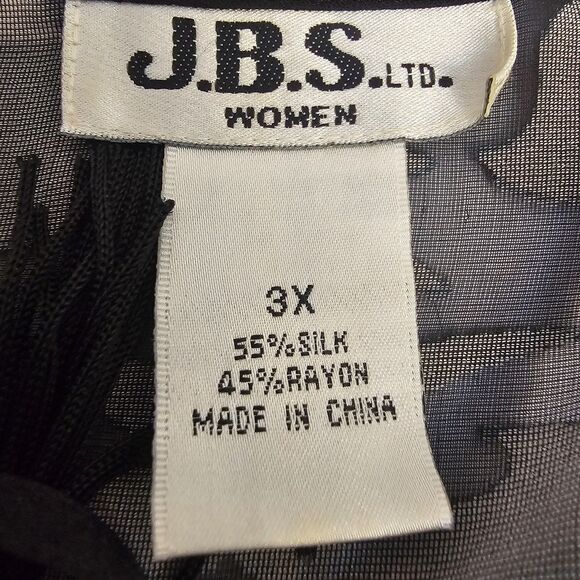 J.B.S.LTD.
WOMEN
3X
55%SILK
45%RAYON
MADE IN CHINA